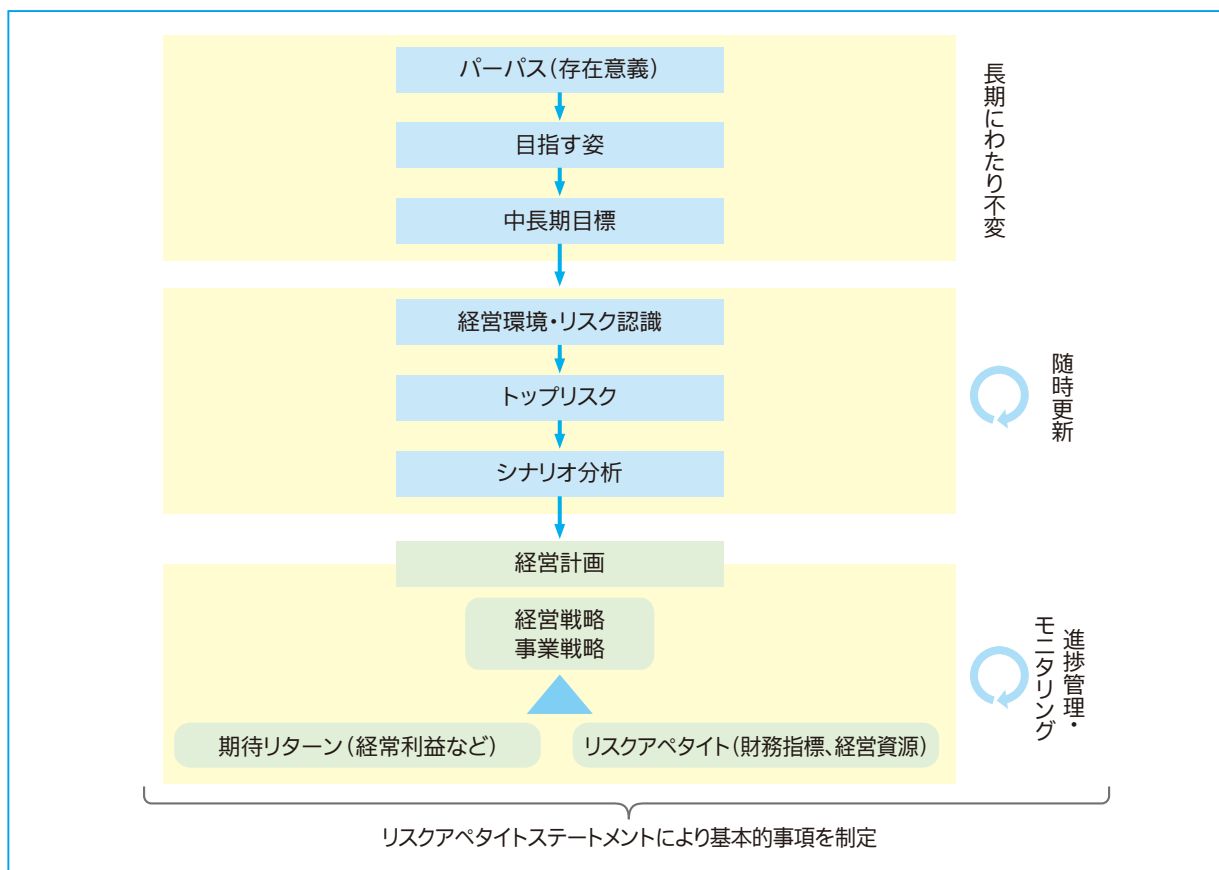 パーパス（存在意義）
目指す姿
中長期目標
長期にわたり不変
経営環境・リスク認識
トップリスク
シナリオ分析
随時更新
経営計画
経営戦略
事業戦略
期待リターン（経常利益など）
リスクアペタイト（財務指標、経営資源）
進捗管理・
モニタリング
リスクアペタイトステートメントにより基本的事項を制定